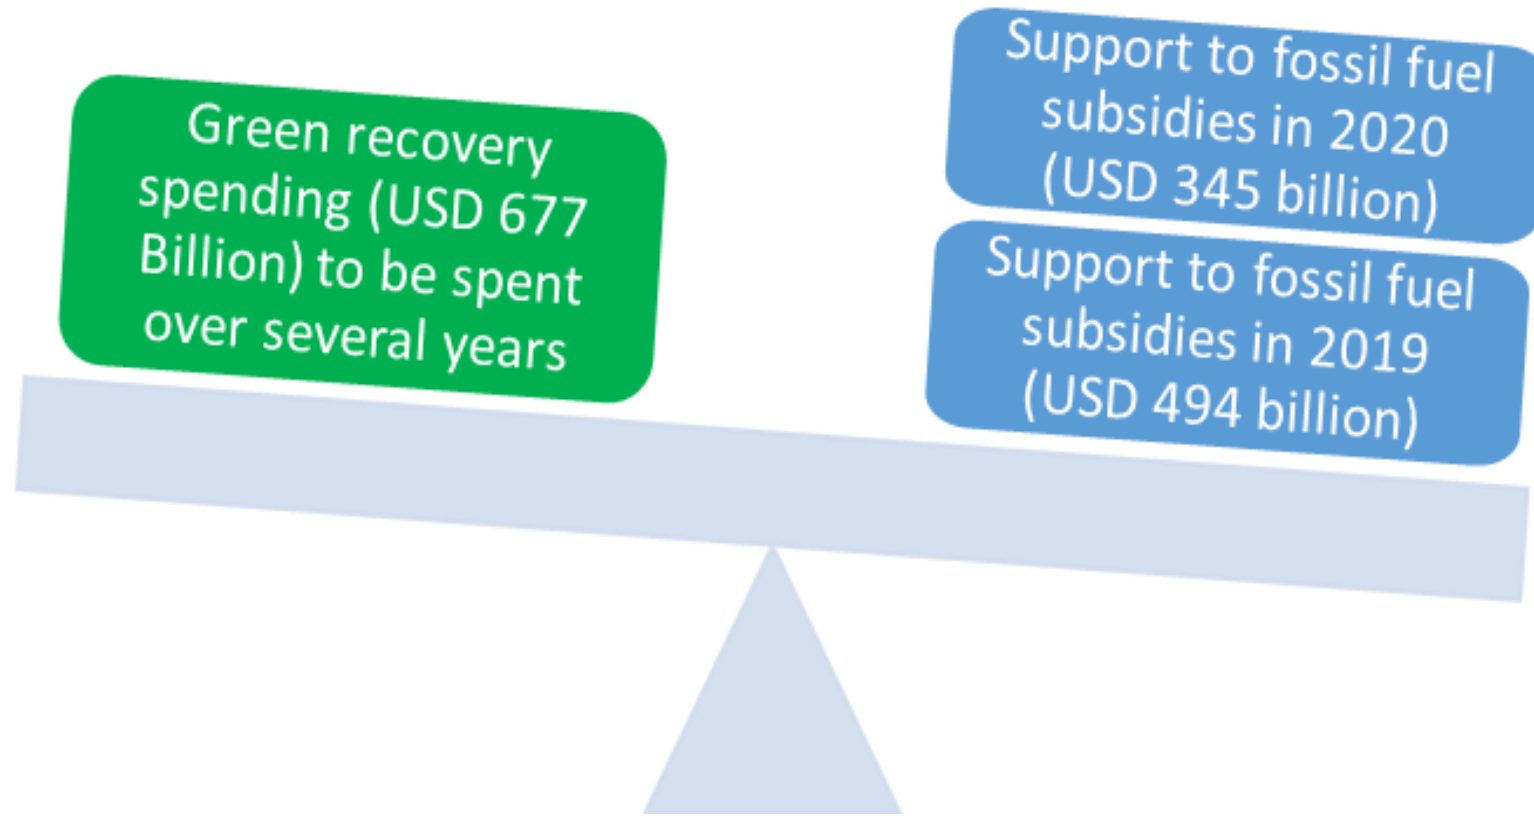 Green recovery
spending (USD 677
Billion) to be spent
over several years
Support to fossil fuel
subsidies in 2020
(USD 345 billion)
Support to fossil fuel
subsidies in 2019
(USD 494 billion)